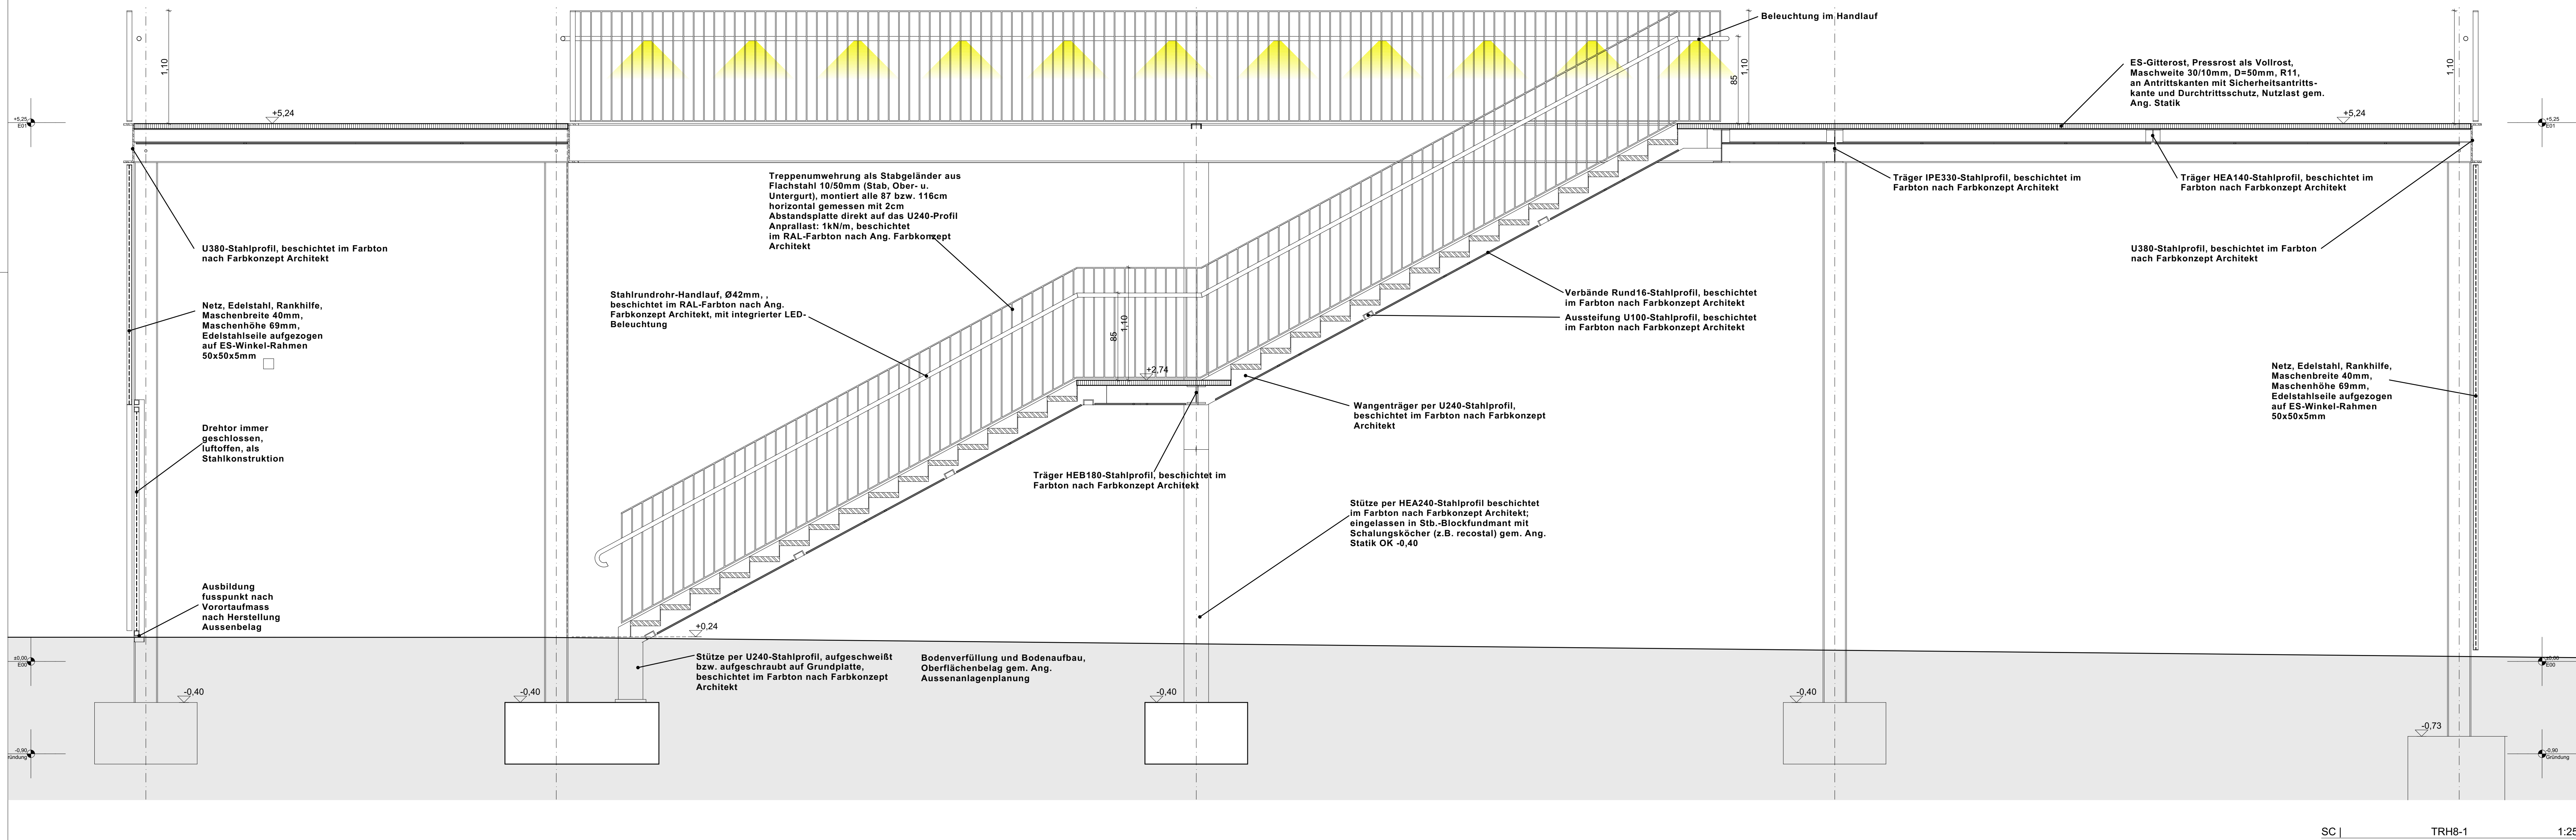 Beleuchtung im Handlauf
1,10
85
1,10
1,10
ES-Gitterost, Pressrost als Vollrost,
Maschweite 30/10mm, D=50mm, R11,
an Antrittskanten mit Sicherheitsantritts-
kante und Durchtrittsschutz, Nutzlast gem.
Ang. Statik
+5,25
E01
+5,24
+5,24
+5,25
E01
Treppenumwehrung als Stabgeländer aus
Flachstahl 10/50mm (Stab, Ober- u.
Untergurt), montiert alle 87 bzw. 116cm
horizontal gemessen mit 2cm
Abstandsplatte direkt auf das U240-Profil
Anprallast: 1kN/m, beschichtet
im RAL-Farbton nach Ang. Farbkonzept
Architekt
Träger IPE330-Stahlprofil, beschichtet im
Farbton nach Farbkonzept Architekt
Träger HEA140-Stahlprofil, beschichtet im
Farbton nach Farbkonzept Architekt
U380-Stahlprofil, beschichtet im Farbton
nach Farbkonzept Architekt
U380-Stahlprofil, beschichtet im Farbton
nach Farbkonzept Architekt
Stahlrundrohr-Handlauf, Ø42mm, ,
beschichtet im RAL-Farbton nach Ang.
Farbkonzept Architekt, mit integrierter LED-
Beleuchtung
Verbände Rund16-Stahlprofil, beschichtet
im Farbton nach Farbkonzept Architekt
Aussteifung U100-Stahlprofil, beschichtet
im Farbton nach Farbkonzept Architekt
Netz, Edelstahl, Rankhilfe,
Maschenbreite 40mm,
Maschenhöhe 69mm,
Edelstahlseile aufgezogen
auf ES-Winkel-Rahmen
50x50x5mm
85
1,10
+2,74
Netz, Edelstahl, Rankhilfe,
Maschenbreite 40mm,
Maschenhöhe 69mm,
Edelstahlseile aufgezogen
auf ES-Winkel-Rahmen
50x50x5mm
Wangenträger per U240-Stahlprofil,
beschichtet im Farbton nach Farbkonzept
Architekt
Drehtor immer
geschlossen,
luftoffen, als
Stahlkonstruktion
Träger HEB180-Stahlprofil, beschichtet im
Farbton nach Farbkonzept Architekt
Stütze per HEA240-Stahlprofil beschichtet
im Farbton nach Farbkonzept Architekt;
eingelassen in Stb.-Blockfundmant mit
Schalungsköcher (z.B. recostal) gem. Ang.
Statik OK -0,40
Ausbildung
fusspunkt nach
Vorortaufmass
nach Herstellung
Aussenbelag
+0,24
±0,00
E00
±0,00
E00
Stütze per U240-Stahlprofil, aufgeschweißt
bzw. aufgeschraubt auf Grundplatte,
beschichtet im Farbton nach Farbkonzept
Architekt
Bodenverfüllung und Bodenaufbau,
Oberflächenbelag gem. Ang.
Aussenanlagenplanung
-0,40
-0,40
-0,40
-0,40
-0,73
-0,90
ründung
-0,90
Gründung
SC |
TRH8-1
1:25